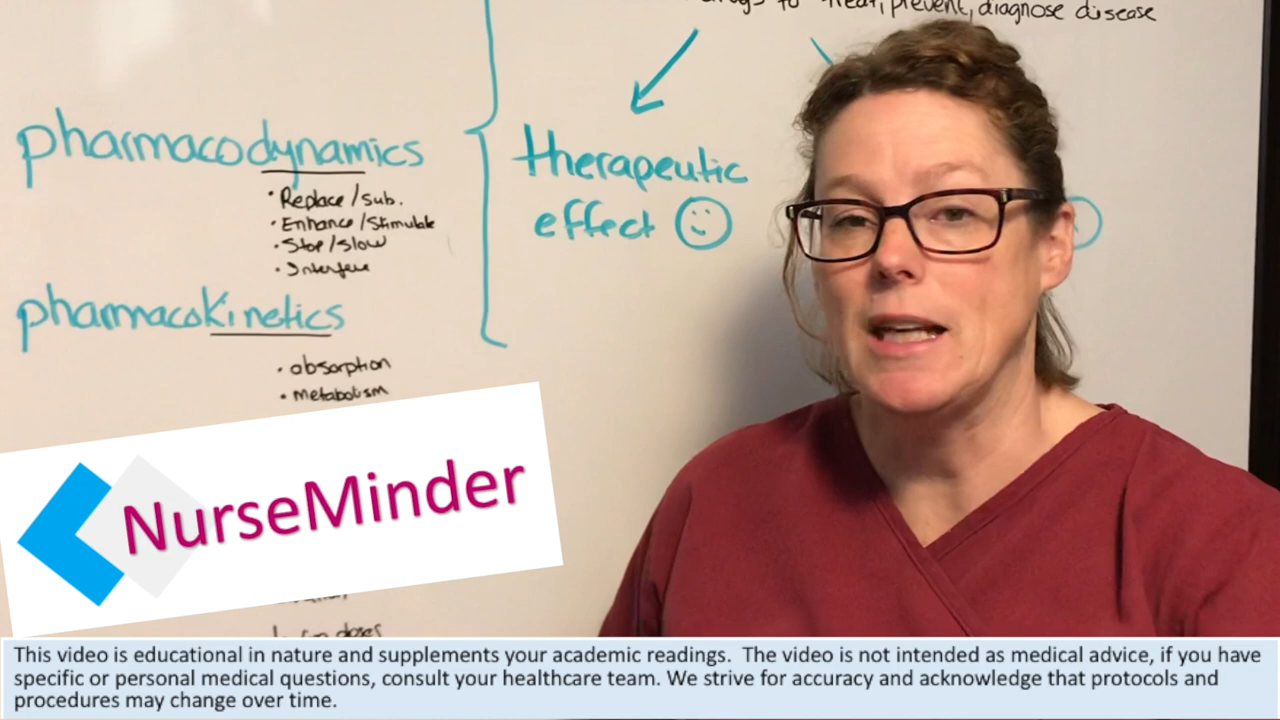 drugs to treat, prevent, diagnose disease
pharmacodynamics
• Replace/sub.
• Enhance/Stimulate
• Stop/slow
• Interfere
therapeutic
effect
pharmacokinetics
• absorption
• metabolism
NurseMinder
doses
This video is educational in nature and supplements your academic readings. The video is not intended as medical advice, if you have
specific or personal medical questions, consult your healthcare team. We strive for accuracy and acknowledge that protocols and
procedures may change over time.